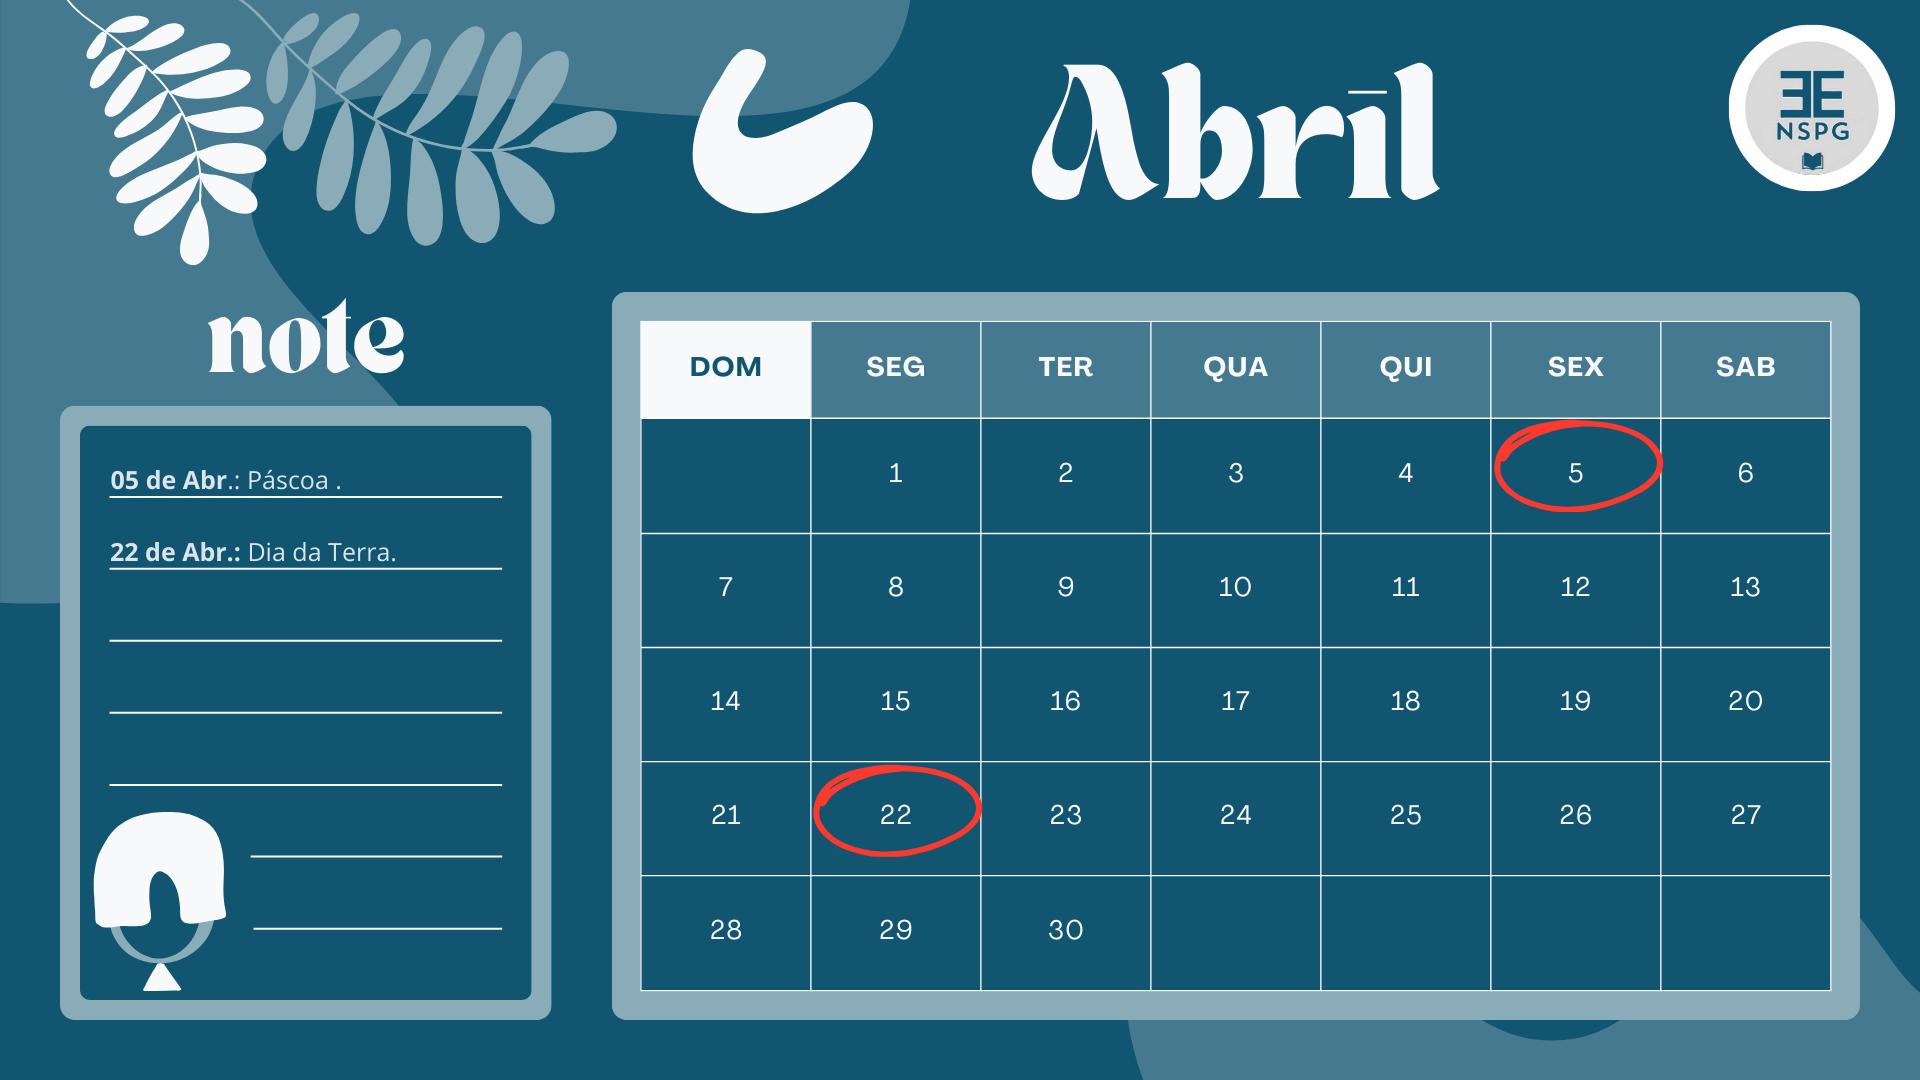 Abril
ƎE
NSPG
note
05 de Abr.: Páscoa .
22 de Abr.: Dia da Terra.
DOM SEG TER QUA QUI SEX SAB
1 2 3 4 5 6
7 8 9 10 11 12 13
14 15 16 17 18 19 20
21 22 23 24 25 26 27
28 29 30